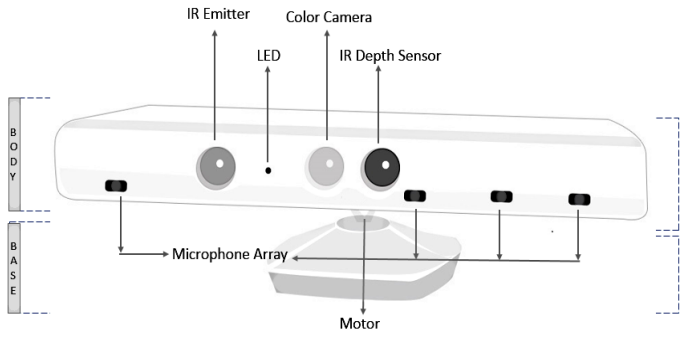 IR Emitter
Color Camera
LED
IR Depth Sensor
BODY
BASE
Microphone Array
Motor